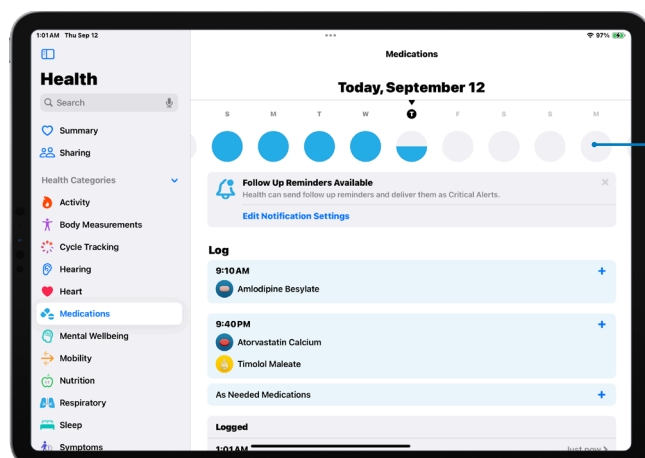 1:01 AM Thu Sep 12
97%
Health
Search
Summary
Sharing
Health Categories
Activity
Body Measurements
Cycle Tracking
Hearing
Heart
Medications
Mental Wellbeing
Mobility
Nutrition
Respiratory
Sleep
Symptoms
Medications
Today, September 12
S M T W T F S S M
Follow Up Reminders Available
Health can send follow up reminders and deliver them as Critical Alerts.
Edit Notification Settings
Log
9:10 AM
Amlodipine Besylate
9:40 PM
Atorvastatin Calcium
Timolol Maleate
As Needed Medications
Logged
1:01 AM
Just now